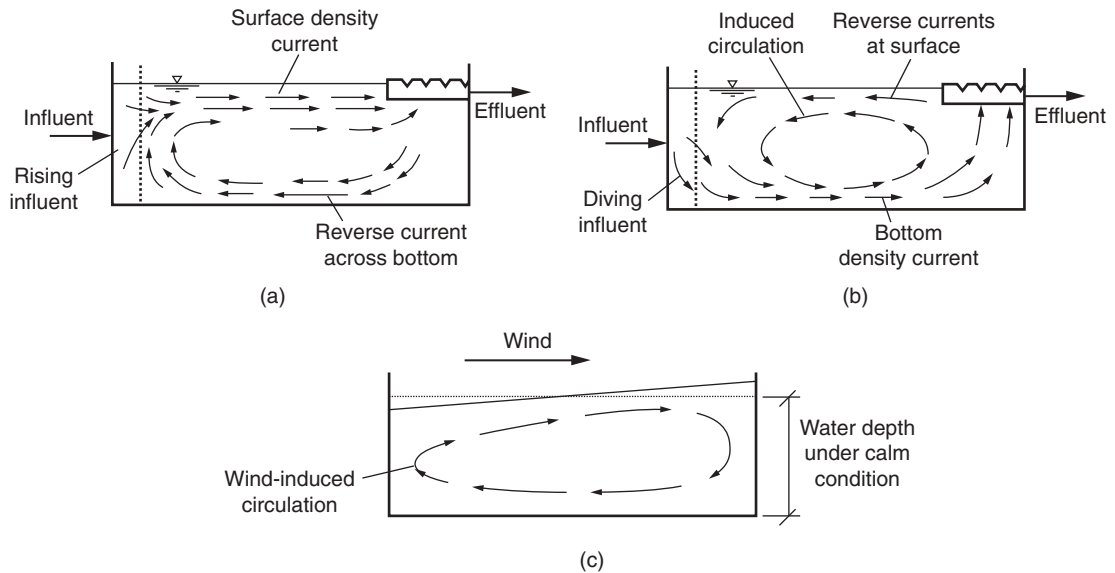 Surface density
current
Influent
Effluent
Rising
influent
Reverse current
across bottom
(a)
Induced
circulation
Reverse currents
at surface
Influent
Effluent
Diving
influent
Bottom
density current
(b)
Wind
Wind-induced
circulation
Water depth
under calm
condition
(c)